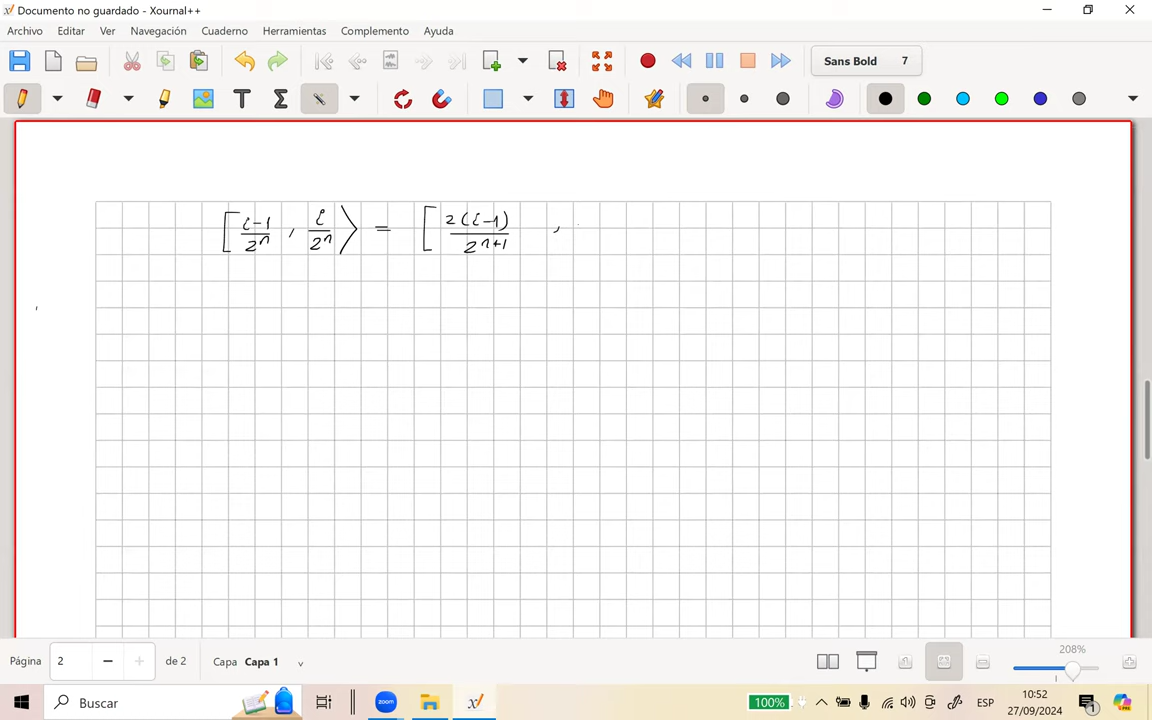 Documento no guardado - Xournal++
Archivo Editar Ver Navegación Cuaderno Herramientas Complemento Ayuda
Sans Bold 7
[i-1/2^n , i/2^n⟩ = [2(i-1)/2^{n+1} ,
Página 2 de 2 Capa Capa 1 208%
Buscar zoom 100% ESP 10:52
27/09/2024 1